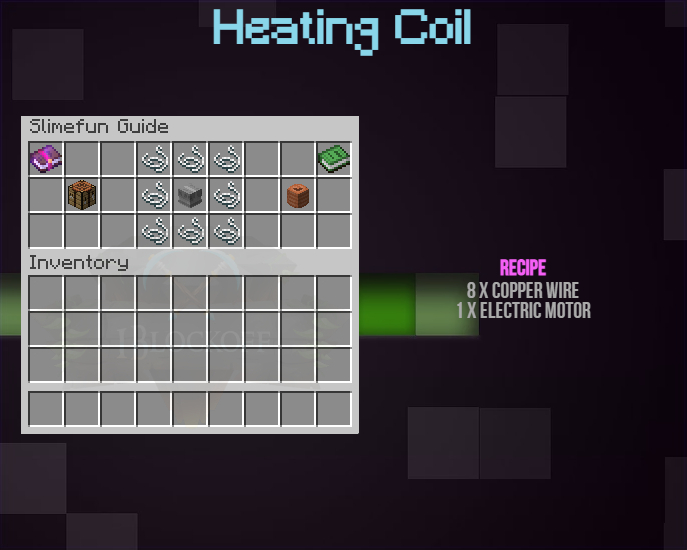 Heating Coil
Slimefun Guide
Inventory
RECIPE
8 X COPPER WIRE
1 X ELECTRIC MOTOR